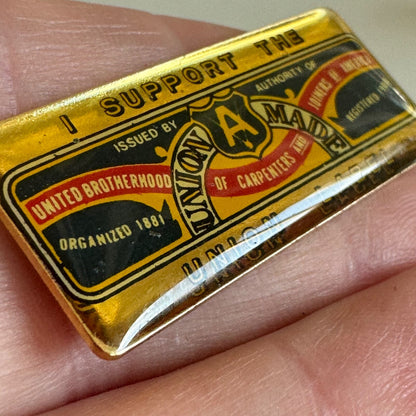 I SUPPORT THE
ISSUED BY AUTHORITY OF
UNION MADE
A
UNITED BROTHERHOOD OF CARPENTERS AND JOINERS OF AMERICA
ORGANIZED 1881
REGISTERED
UNION LABEL